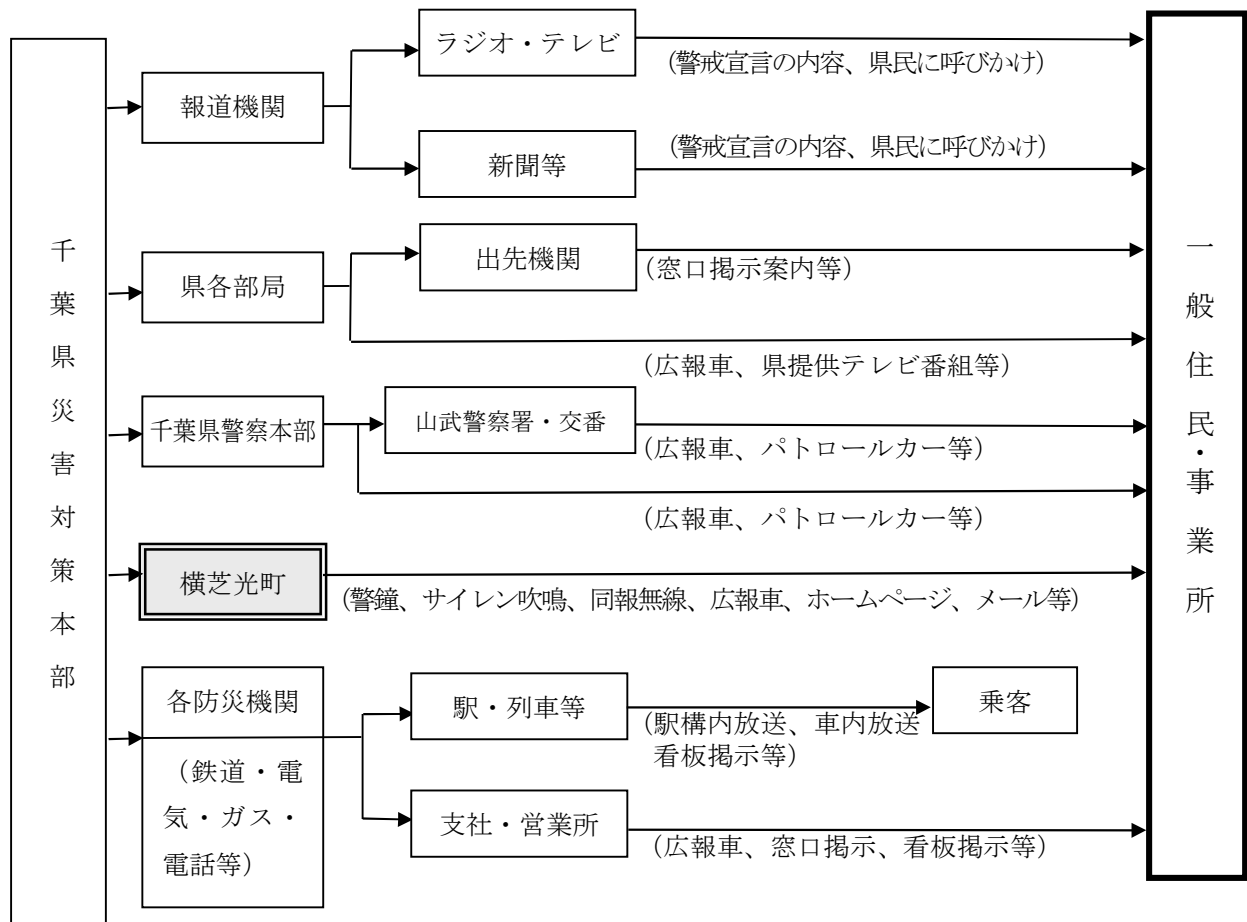 千葉県災害対策本部
報道機関
ラジオ・テレビ
(警戒宣言の内容、県民に呼びかけ)
新聞等
(警戒宣言の内容、県民に呼びかけ)
県各部局
出先機関
(窓口掲示案内等)
(広報車、県提供テレビ番組等)
千葉県警察本部
山武警察署・交番
(広報車、パトロールカー等)
(広報車、パトロールカー等)
横芝光町
(警鐘、サイレン吹鳴、同報無線、広報車、ホームページ、メール等)
各防災機関
(鉄道・電
気・ガス・
電話等)
駅・列車等
(駅構内放送、車内放送
看板掲示等)
乗客
支社・営業所
(広報車、窓口掲示、看板掲示等)
一般住民・事業所